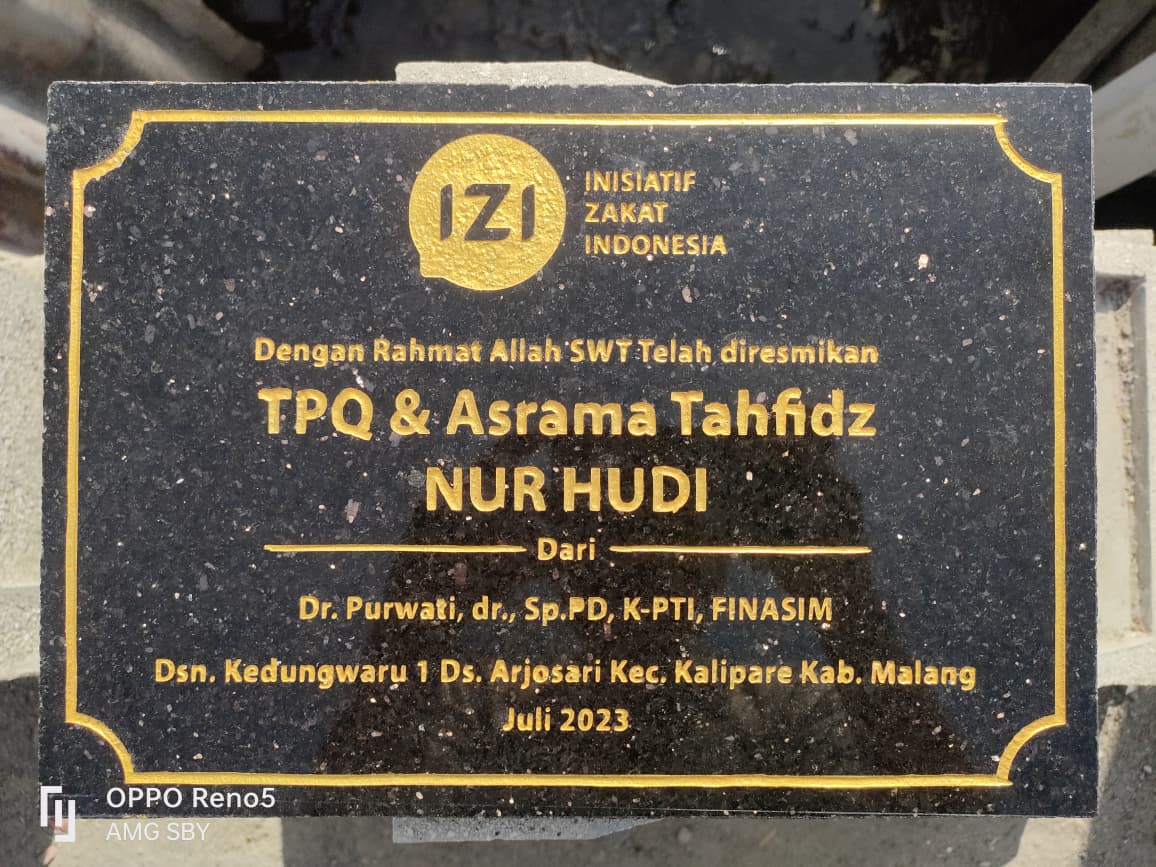 IZI
INISIATIF
ZAKAT
INDONESIA
Dengan Rahmat Allah SWT Telah diresmikan
TPQ & Asrama Tahfidz
NUR HUDI
Dari
Dr. Purwati, dr., Sp.PD, K-PTI, FINASIM
Dsn. Kedungwaru 1 Ds. Arjosari Kec. Kalipare Kab. Malang
Juli 2023
OPPO Reno5
AMG SBY